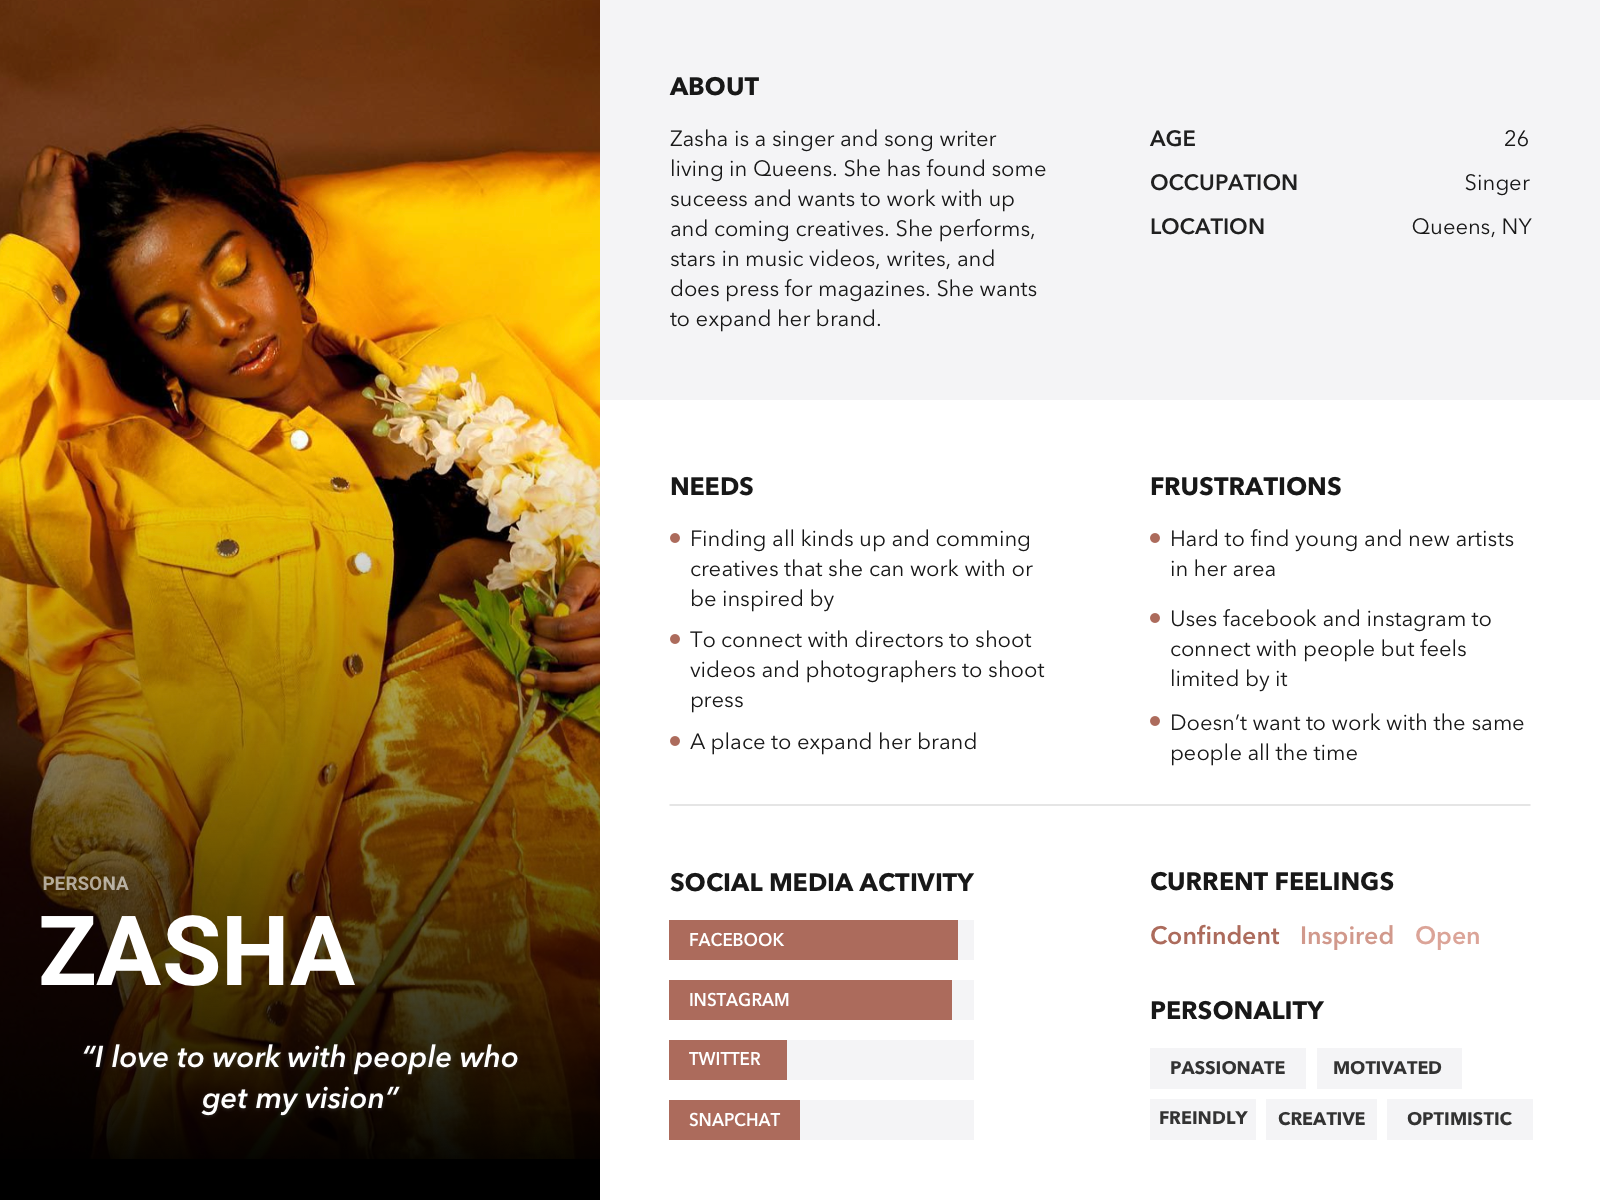 PERSONA
ZASHA
“I love to work with people who
get my vision”
ABOUT
Zasha is a singer and song writer
living in Queens. She has found some
suceess and wants to work with up
and coming creatives. She performs,
stars in music videos, writes, and
does press for magazines. She wants
to expand her brand.
AGE 26
OCCUPATION Singer
LOCATION Queens, NY
NEEDS
Finding all kinds up and comming
creatives that she can work with or
be inspired by
To connect with directors to shoot
videos and photographers to shoot
press
A place to expand her brand
FRUSTRATIONS
Hard to find young and new artists
in her area
Uses facebook and instagram to
connect with people but feels
limited by it
Doesn’t want to work with the same
people all the time
SOCIAL MEDIA ACTIVITY
FACEBOOK
INSTAGRAM
TWITTER
SNAPCHAT
CURRENT FEELINGS
Confindent Inspired Open
PERSONALITY
PASSIONATE MOTIVATED
FREINDLY CREATIVE OPTIMISTIC